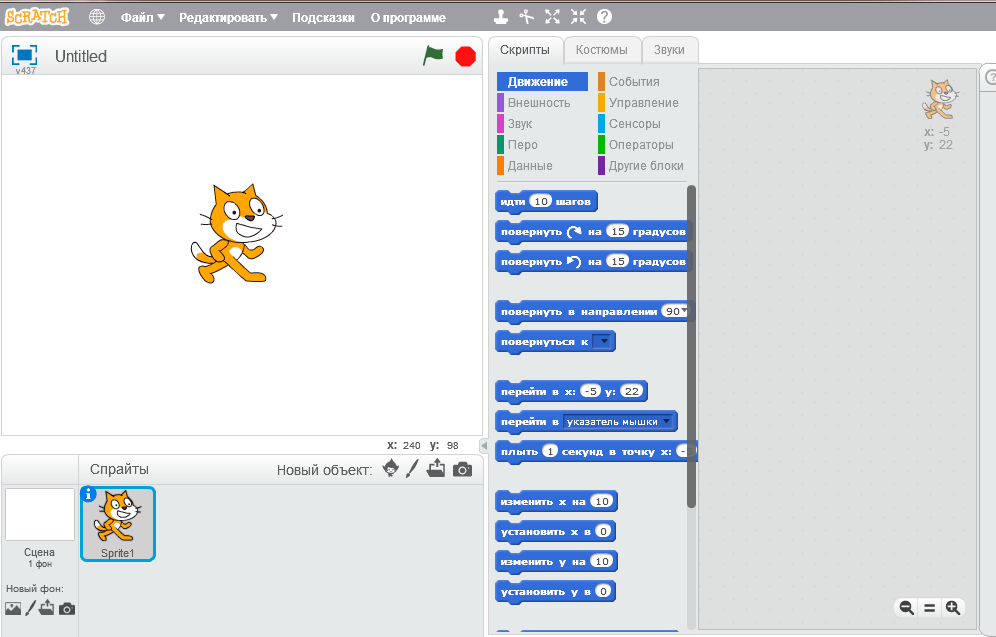 SCRATCH Файл Редактировать Подсказки О программе
v437 Untitled
Скрипты Костюмы Звуки
Движение События
Внешность Управление
Звук Сенсоры
Перо Операторы
Данные Другие блоки
x: -5
y: 22
идти 10 шагов
повернуть на 15 градусов
повернуть на 15 градусов
повернуть в направлении 90
повернуться к
перейти в x: -5 y: 22
перейти в указатель мышки
плыть 1 секунд в точку x: -
изменить x на 10
установить x в 0
изменить y на 10
установить y в 0
x: 240 y: 98
Спрайты Новый объект:
Sprite1
Сцена
1 фон
Новый фон: